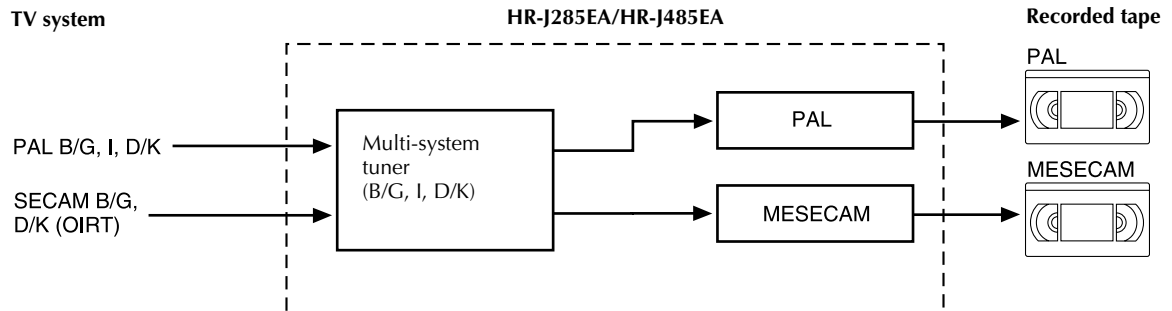 TV system
HR-J285EA/HR-J485EA
Recorded tape
PAL
PAL B/G, I, D/K
Multi-system
tuner
(B/G, I, D/K)
PAL
MESECAM
SECAM B/G,
D/K (OIRT)
MESECAM